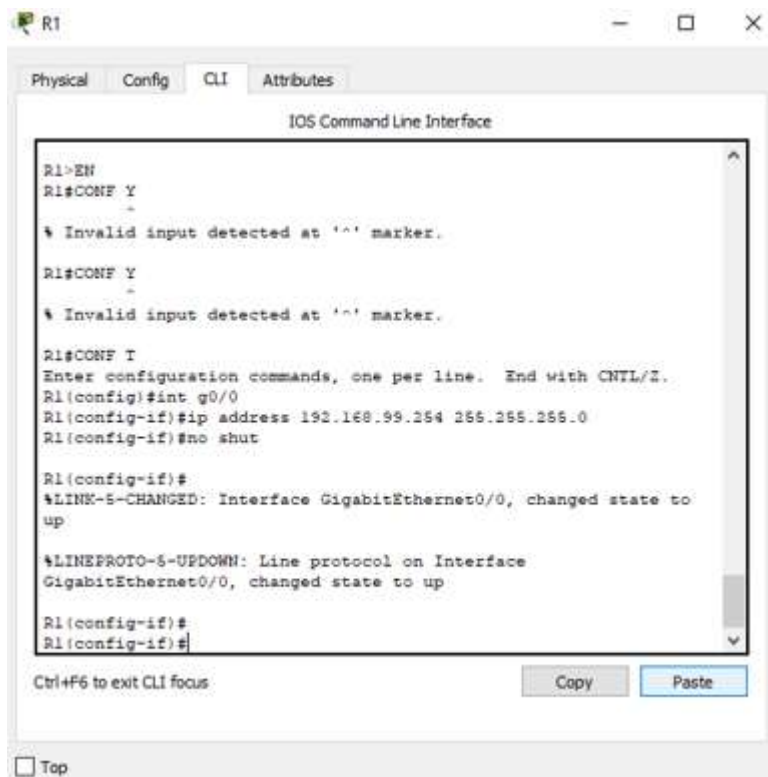 R1
Physical Config CLI Attributes
IOS Command Line Interface
R1>EN
R1#CONF Y
^
% Invalid input detected at '^' marker.
R1#CONF Y
^
% Invalid input detected at '^' marker.
R1#CONF T
Enter configuration commands, one per line. End with CNTL/Z.
R1(config)#int g0/0
R1(config-if)#ip address 192.168.99.254 255.255.255.0
R1(config-if)#no shut
R1(config-if)#
%LINK-5-CHANGED: Interface GigabitEthernet0/0, changed state to
up
%LINEPROTO-5-UPDOWN: Line protocol on Interface
GigabitEthernet0/0, changed state to up
R1(config-if)#
R1(config-if)#
Ctrl+F6 to exit CLI focus
Copy Paste
Top